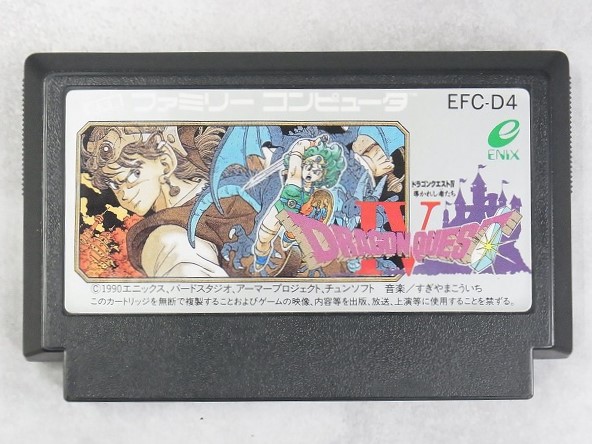 ファミリー コンピュータ
EFC-D4
ENIX
ドラゴンクエストIV
導かれし者たち
IV
DRAGON QUEST
©1990エニックス、バードスタジオ、アーマープロジェクト、チュンソフト 音楽／すぎやまこういち
このカートリッジを無断で複製することおよびゲームの映像、内容等を出版、放送、上演等に使用することを禁ずる。